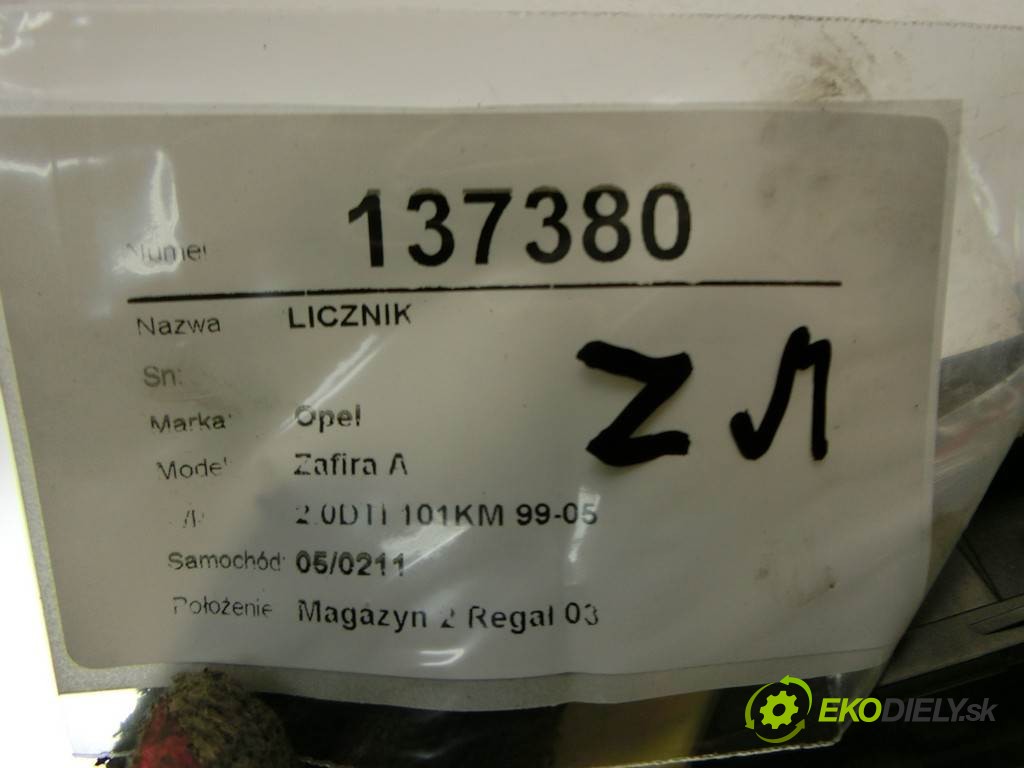 Numer 137380
Nazwa LICZNIK
Sn:
Marka: Opel
Model Zafira A
2.0DTI 101KM 99-05
Samochód: 05/0211
Położenie Magazyn 2 Regał 03
Z
EKODIELY.sk